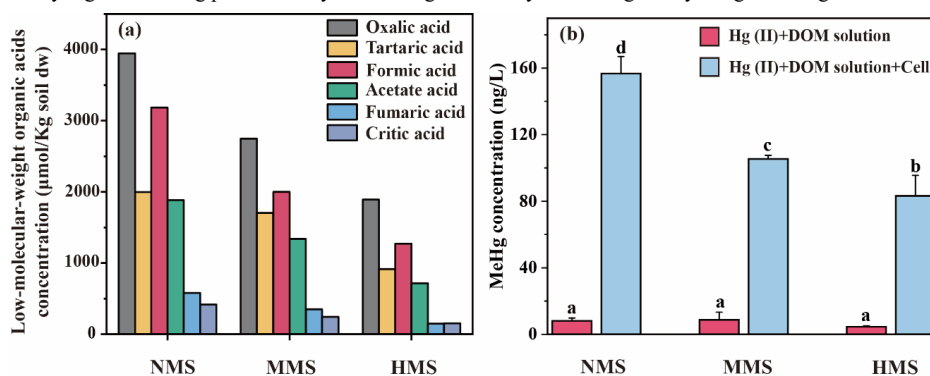 (a)
Oxalic acid
Tartaric acid
Formic acid
Acetate acid
Fumaric acid
Critic acid
Low-molecular-weight organic acids
concentration (μmol/Kg soil dw)
4000
3000
2000
1000
0
NMS MMS HMS
(b)
Hg (II)+DOM solution
Hg (II)+DOM solution+Cell
MeHg concentration (ng/L)
160
120
80
40
0
d
c
b
a a a
NMS MMS HMS